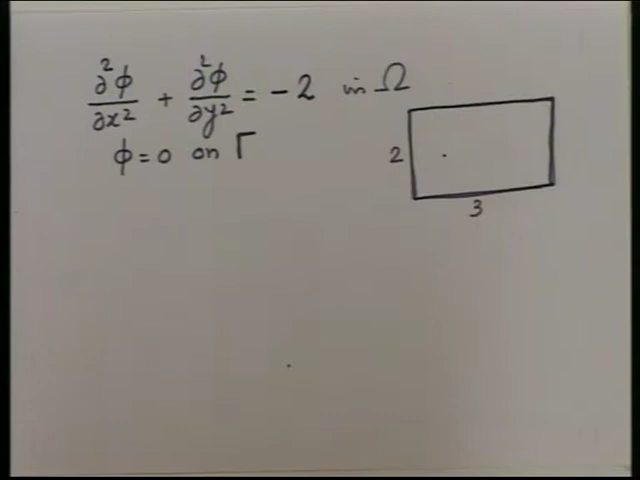 ∂²ϕ/∂x² + ∂²ϕ/∂y² = -2 in Ω
ϕ = 0 on Γ
2
3